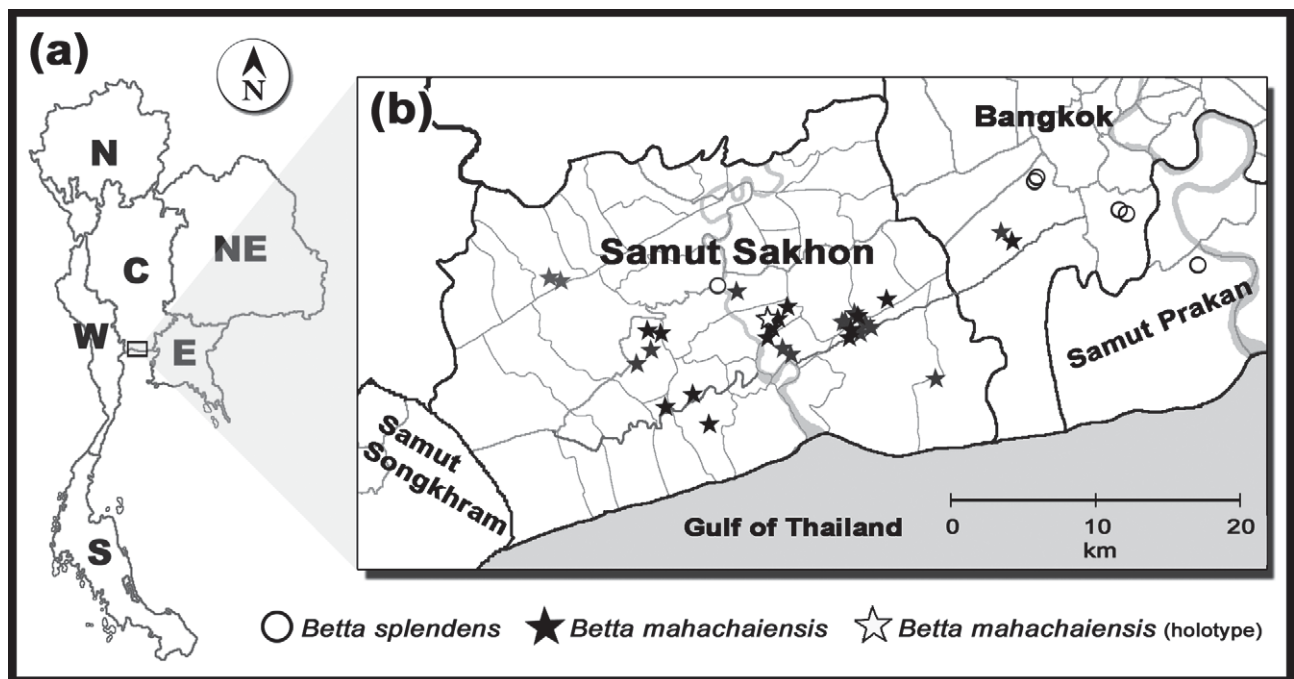 (a)
N
N
NE
C
W
E
S
(b)
Bangkok
Samut Sakhon
Samut Prakan
Samut
Songkhram
Gulf of Thailand
0 10 20
km
Betta splendens Betta mahachaiensis Betta mahachaiensis (holotype)